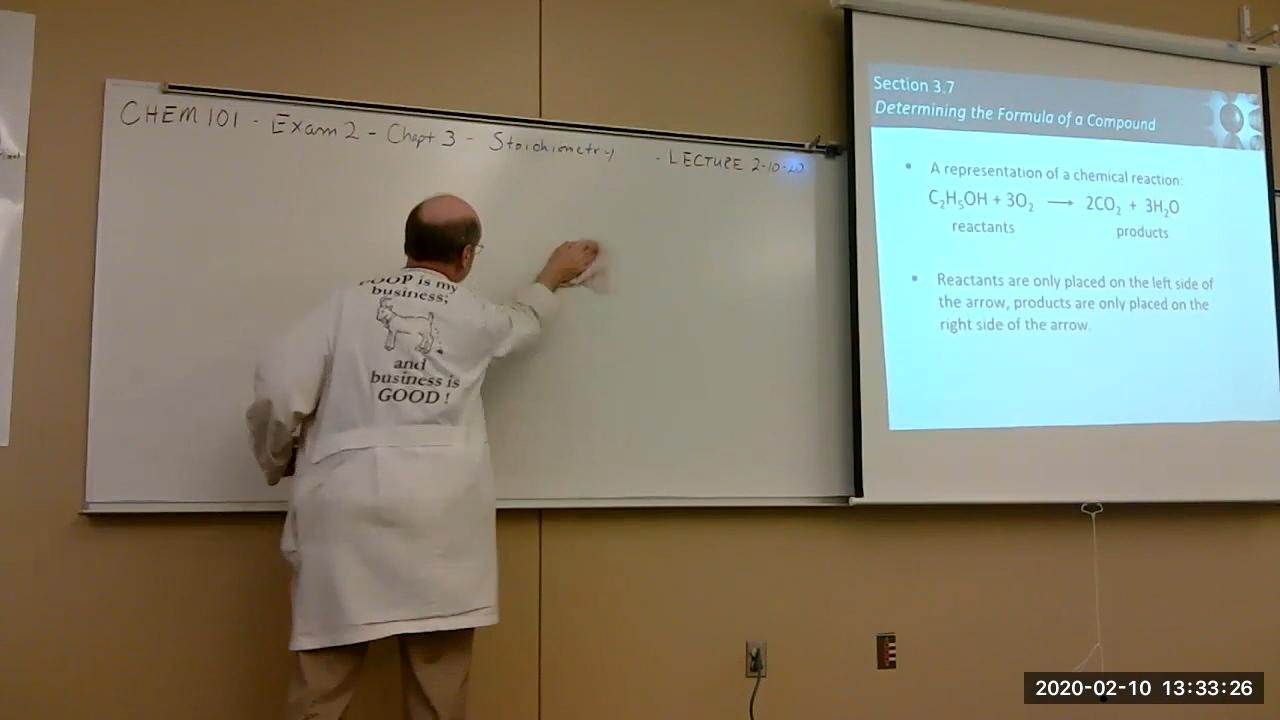 CHEM 101 - Exam 2 - Chapt 3 - Stoichiometry - LECTURE 2-10-20
POOP is my
business;
and
business is
GOOD!
Section 3.7
Determining the Formula of a Compound
• A representation of a chemical reaction:
C₂H₅OH + 3O₂ ⟶ 2CO₂ + 3H₂O
reactants products
• Reactants are only placed on the left side of
the arrow, products are only placed on the
right side of the arrow.
2020-02-10 13:33:26